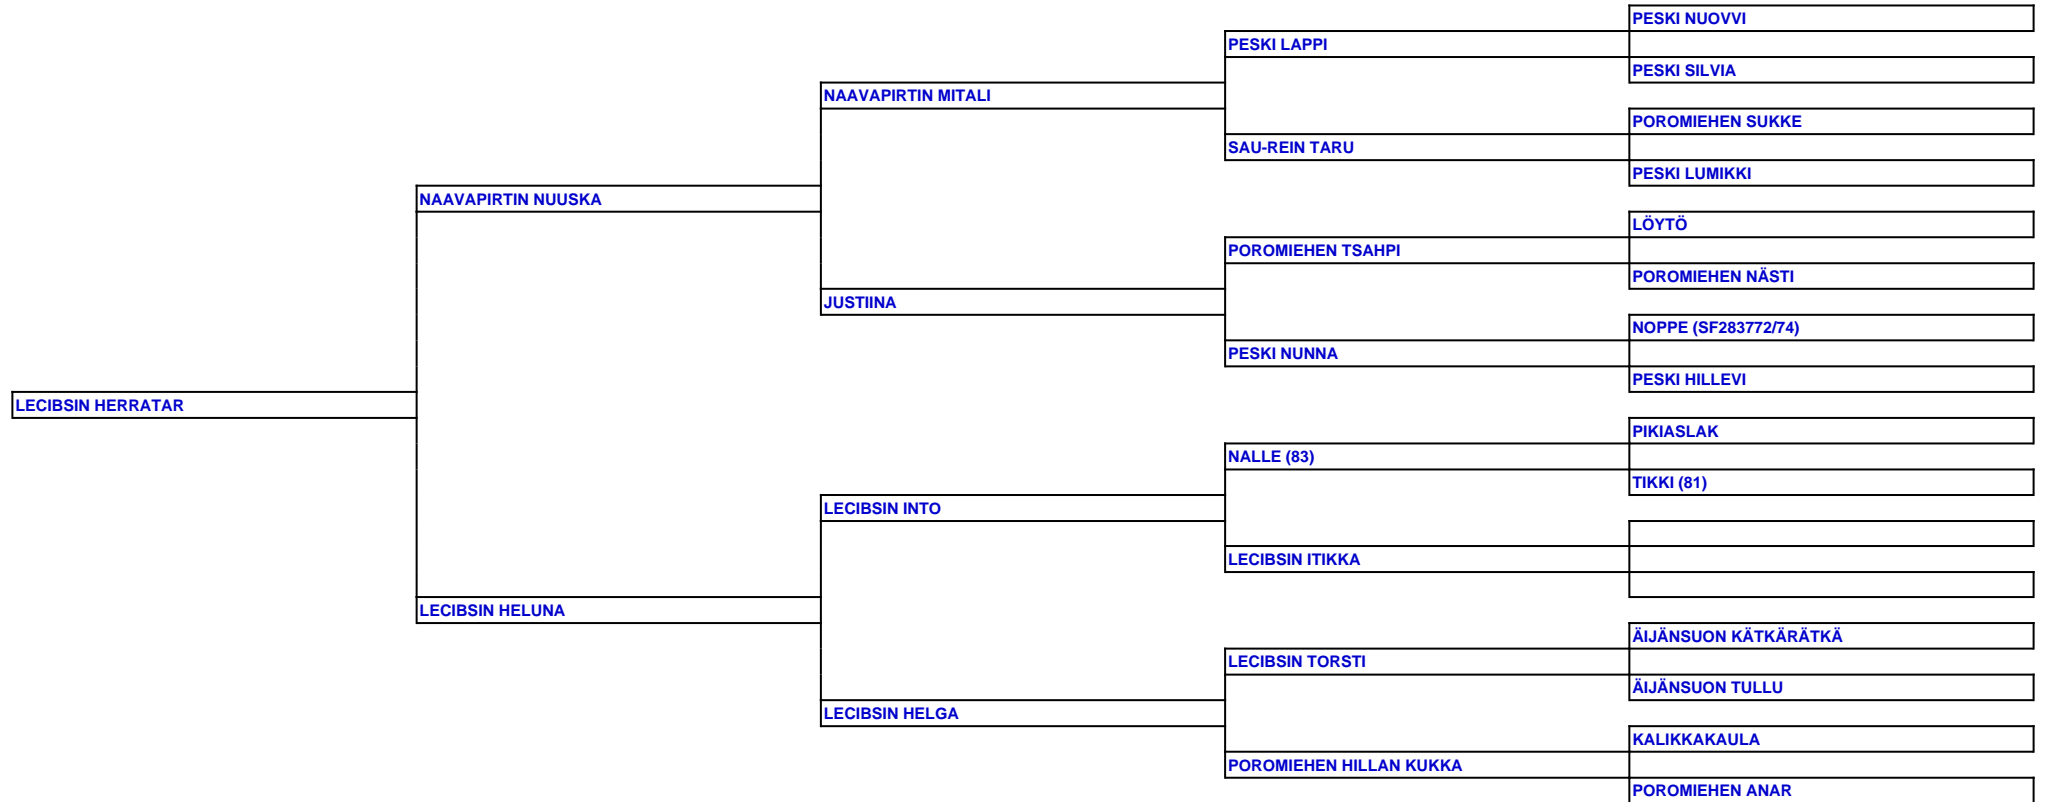 PESKI NUOVVI
PESKI LAPPI
PESKI SILVIA
NAAVAPIRTIN MITALI
POROMIEHEN SUKKE
SAU-REIN TARU
PESKI LUMIKKI
NAAVAPIRTIN NUUSKA
LÖYTÖ
POROMIEHEN TSAHPI
POROMIEHEN NÄSTI
JUSTIINA
NOPPE (SF283772/74)
PESKI NUNNA
PESKI HILLEVI
LECIBSIN HERRATAR
PIKIASLAK
NALLE (83)
TIKKI (81)
LECIBSIN INTO
LECIBSIN ITIKKA
LECIBSIN HELUNA
ÄIJÄNSUON KÄTKÄRÄTKÄ
LECIBSIN TORSTI
ÄIJÄNSUON TULLU
LECIBSIN HELGA
KALIKKAKAULA
POROMIEHEN HILLAN KUKKA
POROMIEHEN ANAR